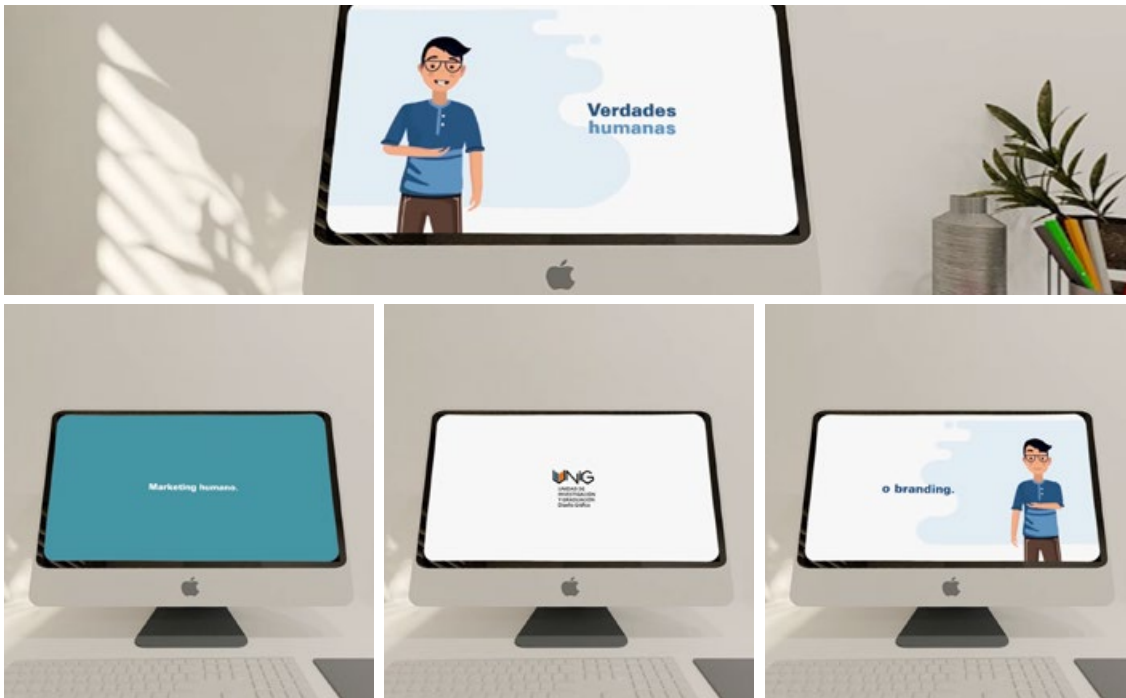 Verdades
humanas
Marketing humano.
UNiG
UNIDAD DE
INVESTIGACIÓN
Y GRADUACIÓN
Diseño Gráfico
o branding.